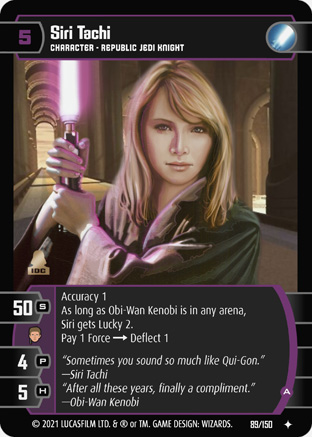 5 Siri Tachi
CHARACTER · REPUBLIC JEDI KNIGHT
IDC
50 S
Accuracy 1
As long as Obi-Wan Kenobi is in any arena,
Siri gets Lucky 2.
Pay 1 Force → Deflect 1
4 P
“Sometimes you sound so much like Qui-Gon.”
—Siri Tachi
5 H
“After all these years, finally a compliment.”
—Obi-Wan Kenobi
A
© 2021 LUCASFILM LTD. & ® or TM. GAME DESIGN: WIZARDS. 89/150